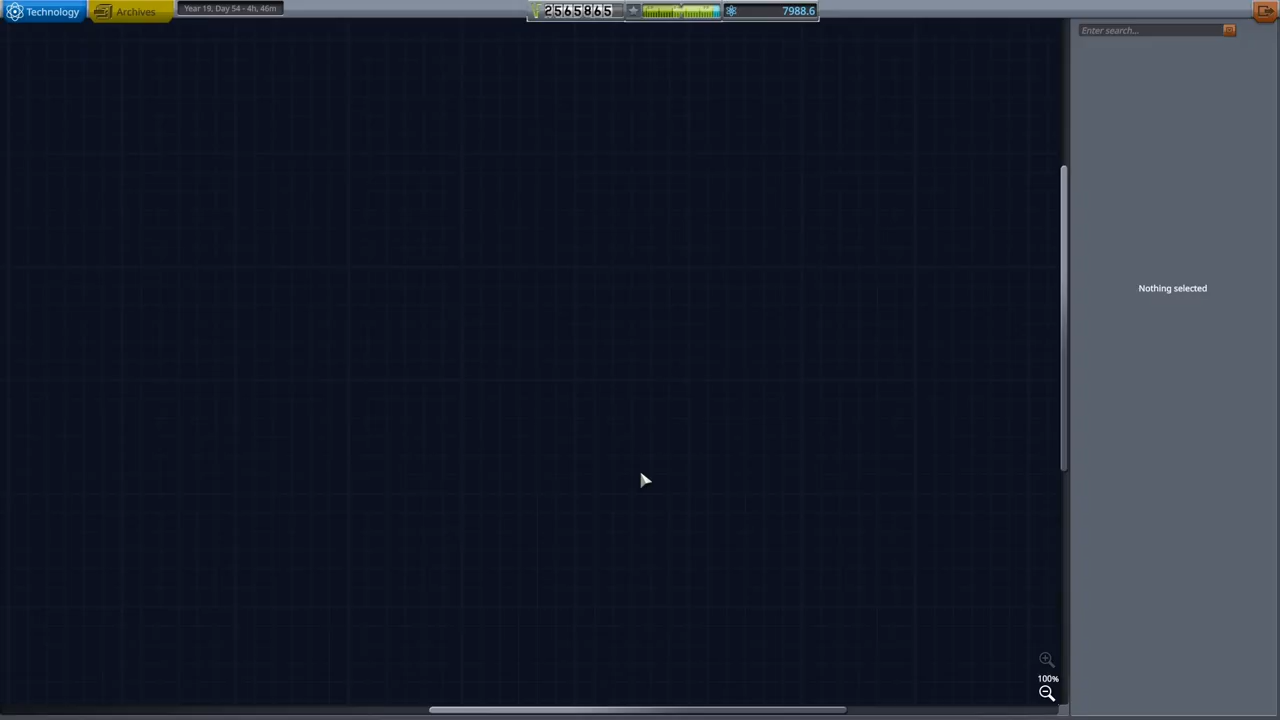 Technology
Archives
Year 19, Day 54 - 4h, 46m
2565865
7988.6
Enter search...
Nothing selected
100%